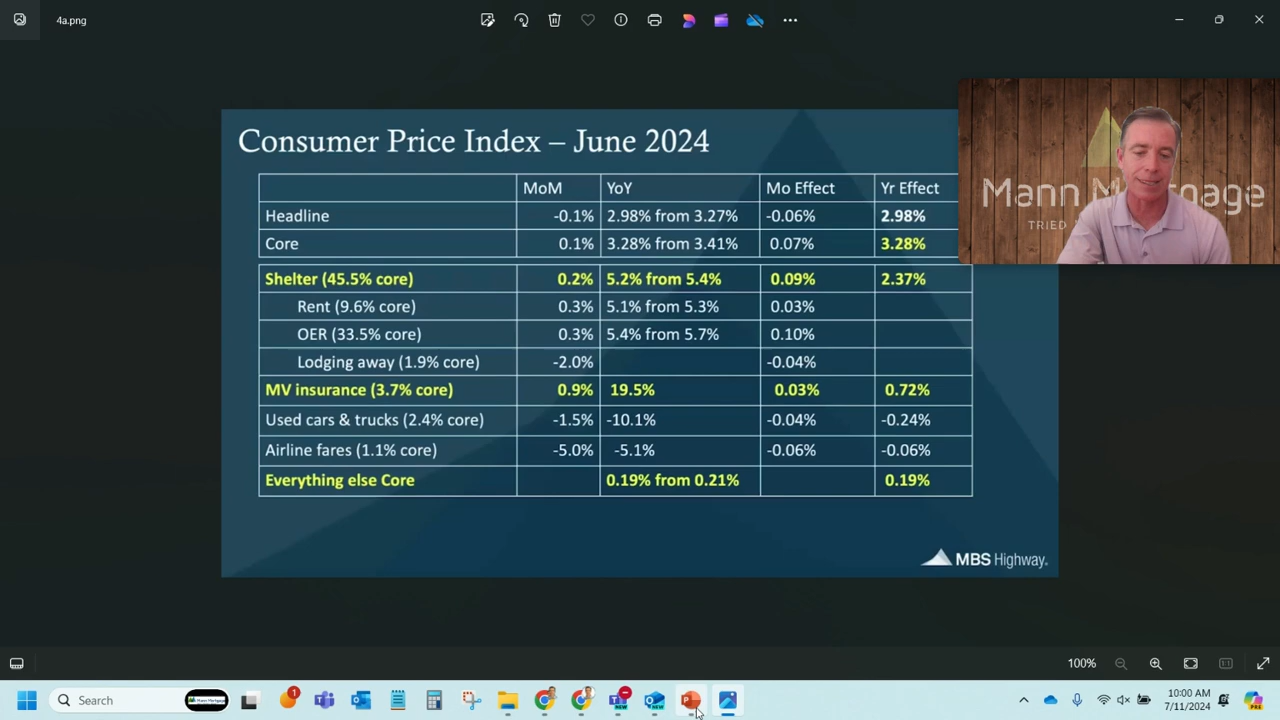 4a.png
Consumer Price Index – June 2024
MoM YoY Mo Effect Yr Effect
Headline -0.1% 2.98% from 3.27% -0.06% 2.98%
Core 0.1% 3.28% from 3.41% 0.07% 3.28%
Shelter (45.5% core) 0.2% 5.2% from 5.4% 0.09% 2.37%
Rent (9.6% core) 0.3% 5.1% from 5.3% 0.03%
OER (33.5% core) 0.3% 5.4% from 5.7% 0.10%
Lodging away (1.9% core) -2.0% -0.04%
MV insurance (3.7% core) 0.9% 19.5% 0.03% 0.72%
Used cars & trucks (2.4% core) -1.5% -10.1% -0.04% -0.24%
Airline fares (1.1% core) -5.0% -5.1% -0.06% -0.06%
Everything else Core 0.19% from 0.21% 0.19%
MBS Highway
Mann Mortgage
TRIED
100%
Search
1
10:00 AM
7/11/2024